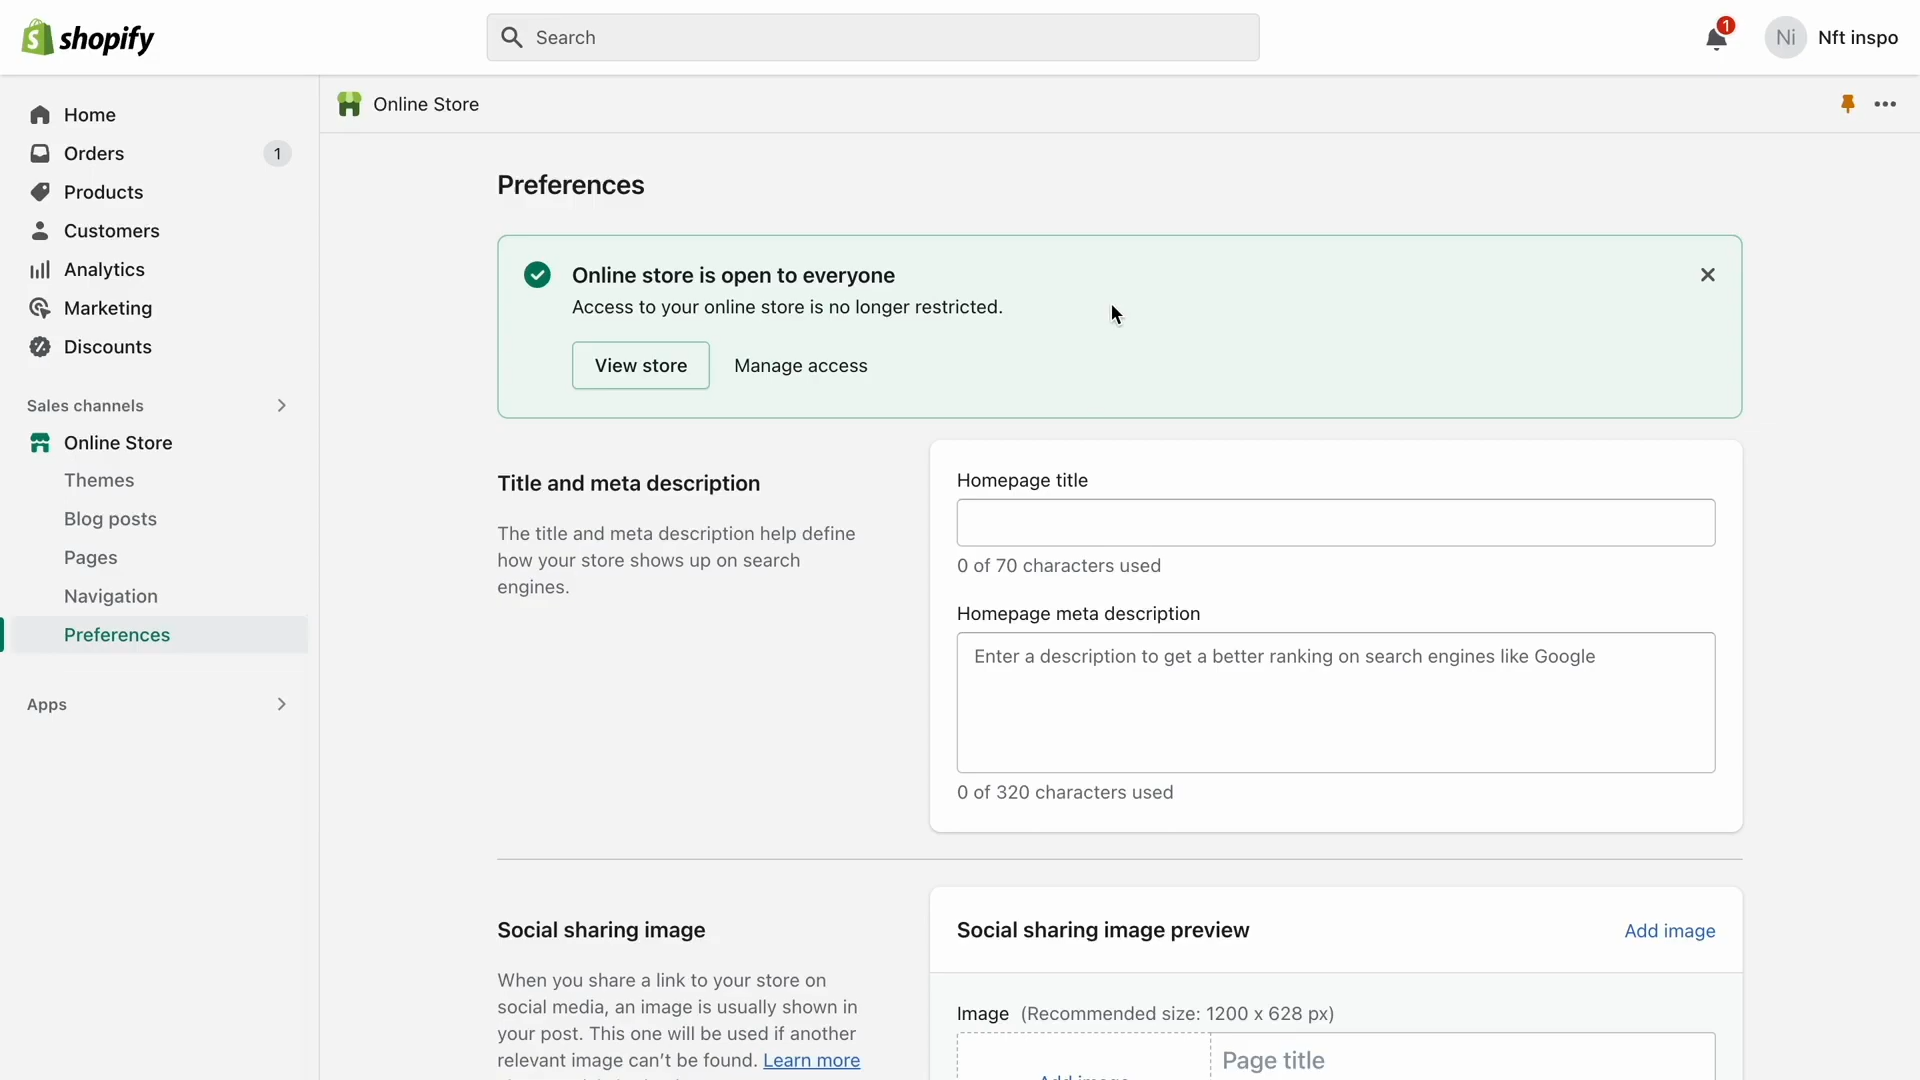 shopify
Search
1
Ni
Nft inspo
Home
Orders
1
Products
Customers
Analytics
Marketing
Discounts
Sales channels
Online Store
Themes
Blog posts
Pages
Navigation
Preferences
Apps
Online Store
Preferences
Online store is open to everyone
Access to your online store is no longer restricted.
View store
Manage access
Title and meta description
The title and meta description help define
how your store shows up on search
engines.
Homepage title
0 of 70 characters used
Homepage meta description
Enter a description to get a better ranking on search engines like Google
0 of 320 characters used
Social sharing image
When you share a link to your store on
social media, an image is usually shown in
your post. This one will be used if another
relevant image can't be found. Learn more
Social sharing image preview
Add image
Image (Recommended size: 1200 x 628 px)
Page title
Add image